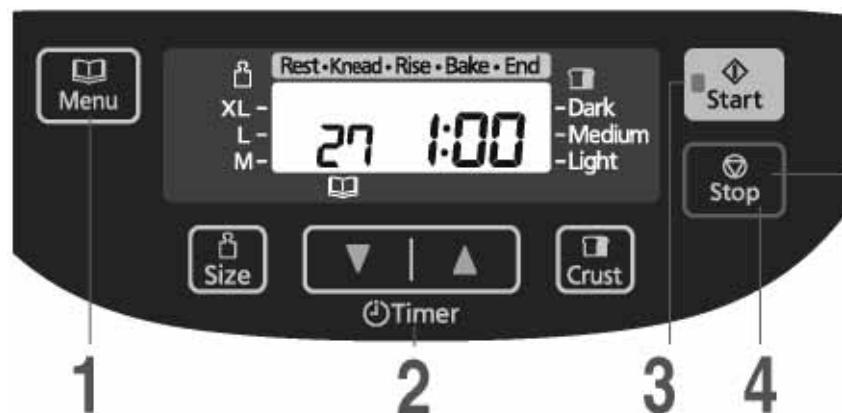 Menu
Rest • Knead • Rise • Bake • End
XL –
L –
M –
27 1:00
– Dark
– Medium
– Light
Start
Stop
Size
Timer
Crust
1
2
3
4